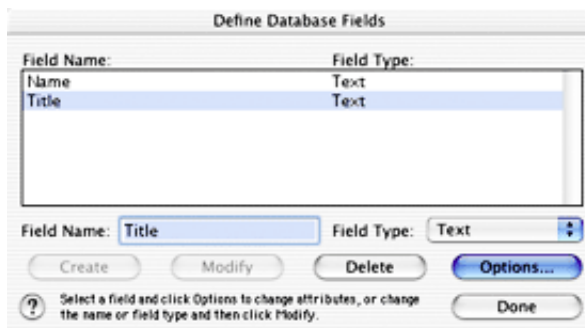 Define Database Fields
Field Name: Field Type:
Name Text
Title Text
Field Name: Title Field Type: Text
Create Modify Delete Options...
? Select a field and click Options to change attributes, or change
the name or field type and then click Modify.
Done